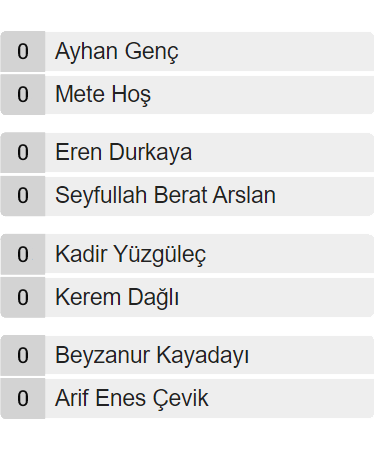 0 Ayhan Genç
0 Mete Hoş
0 Eren Durkaya
0 Seyfullah Berat Arslan
0 Kadir Yüzgüleç
0 Kerem Dağlı
0 Beyzanur Kayadayı
0 Arif Enes Çevik